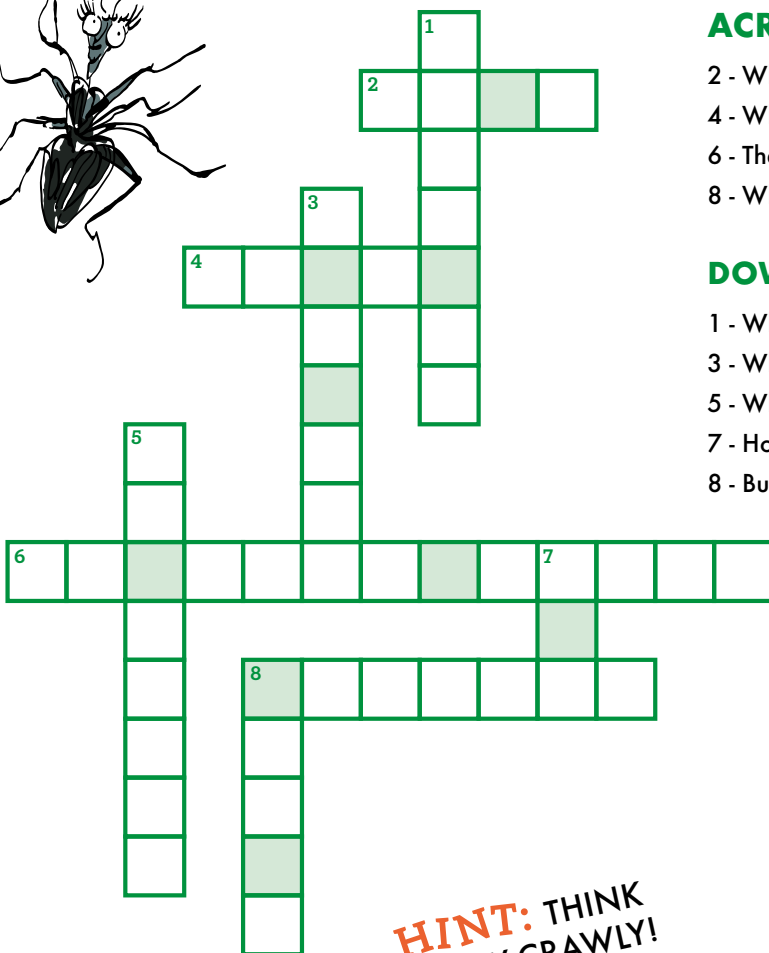 1
2
3
4
5
6
7
8
ACR
2 - W
4 - W
6 - Th
8 - W
DOW
1 - W
3 - W
5 - W
7 - Ho
8 - Bu
HINT: THINK
CRAWLY!